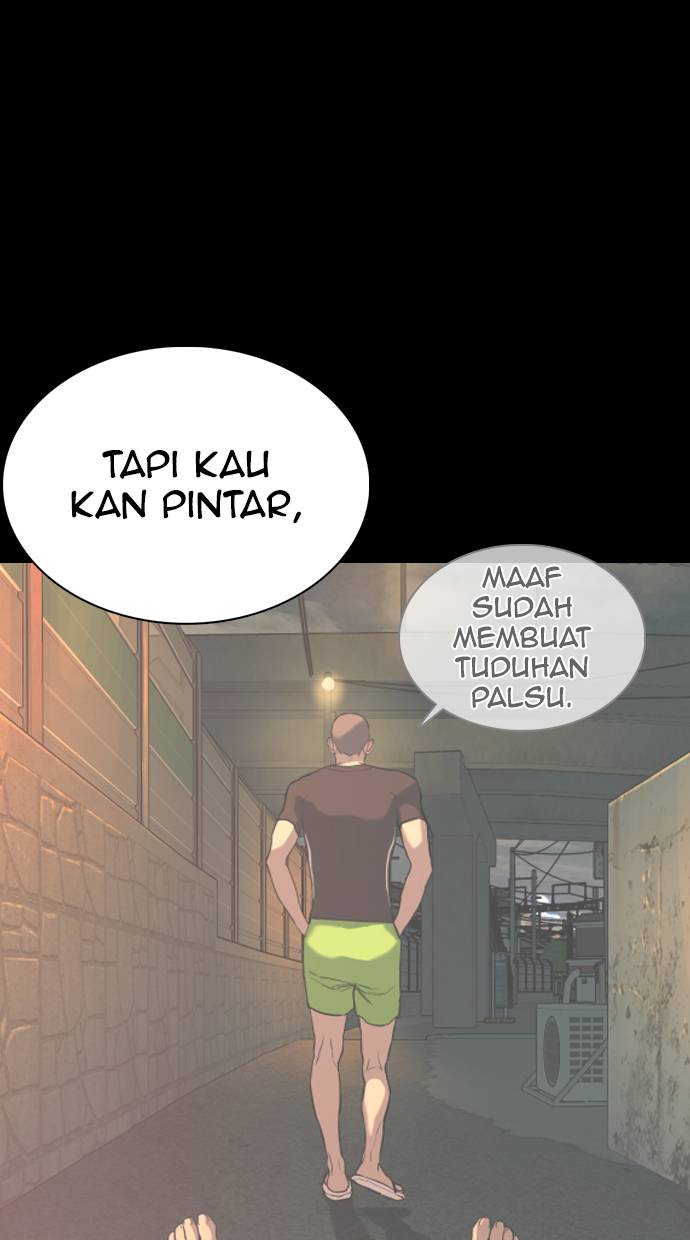 TAPI KAU
KAN PINTAR,
MAAF
SUDAH
MEMBUAT
TUDUHAN
PALSU.